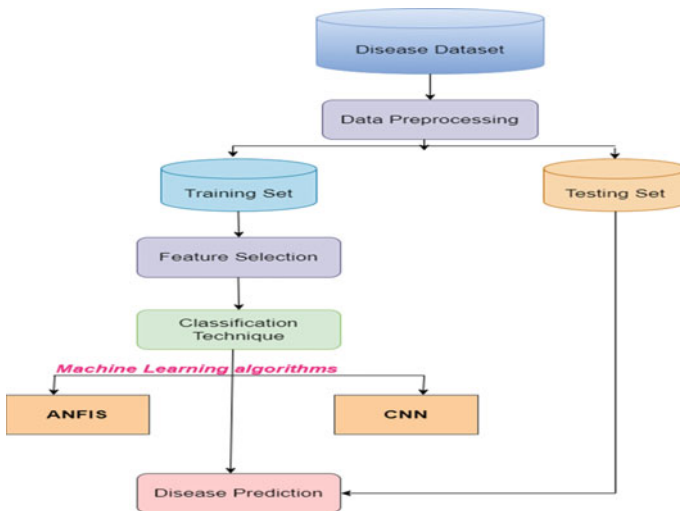 Disease Dataset
Data Preprocessing
Training Set
Testing Set
Feature Selection
Classification
Technique
Machine Learning algorithms
ANFIS
CNN
Disease Prediction